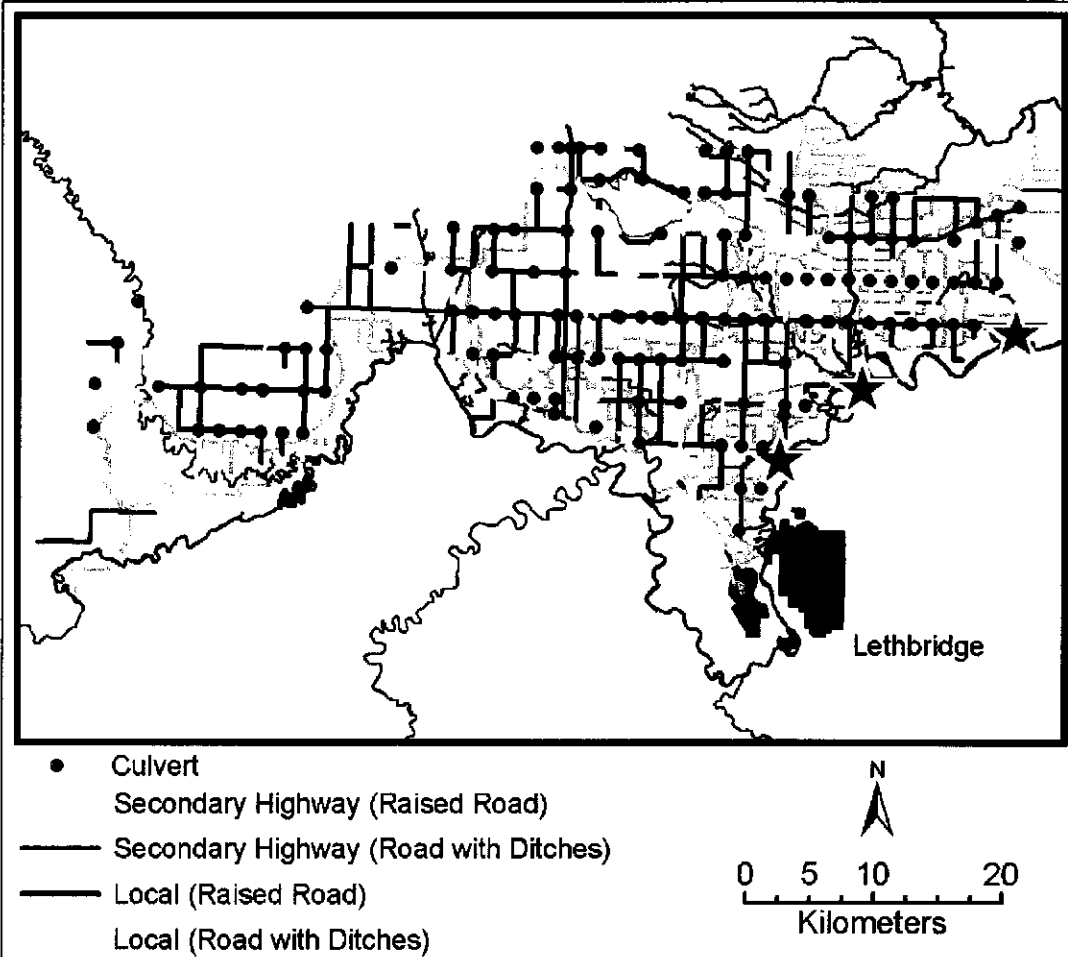 Lethbridge
Culvert
Secondary Highway (Raised Road)
Secondary Highway (Road with Ditches)
Local (Raised Road)
Local (Road with Ditches)
N
0 5 10 20
Kilometers